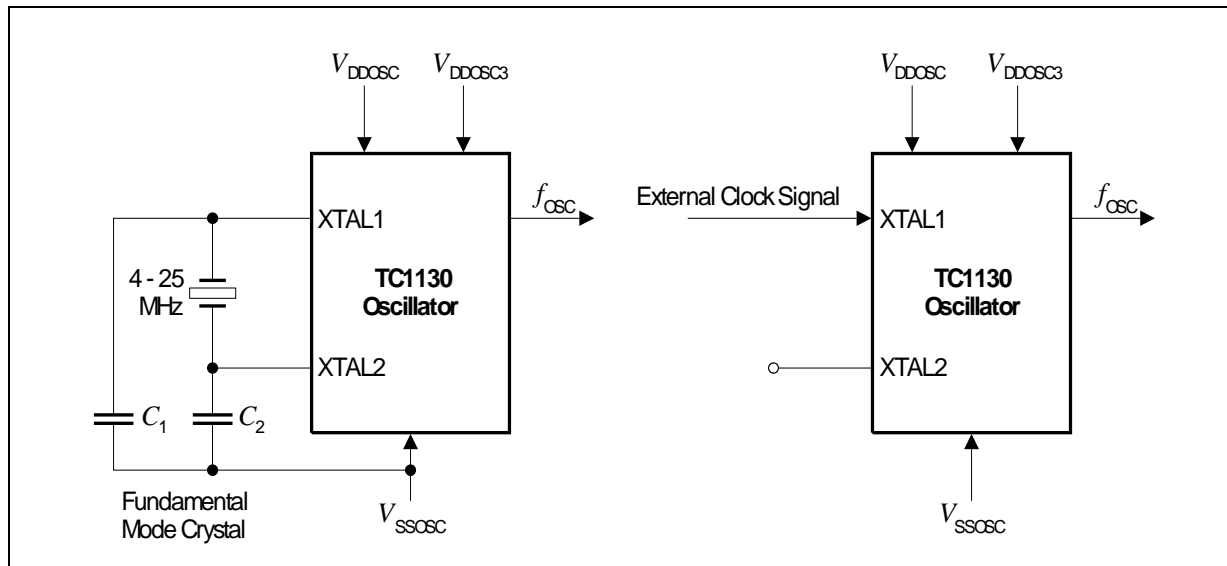 VDDOSC VDDOSC3
fOSC
XTAL1
4 - 25
MHz
TC1130
Oscillator
XTAL2
C1 C2
Fundamental
Mode Crystal
VSSOSC
VDDOSC VDDOSC3
External Clock Signal
fOSC
XTAL1
TC1130
Oscillator
XTAL2
VSSOSC